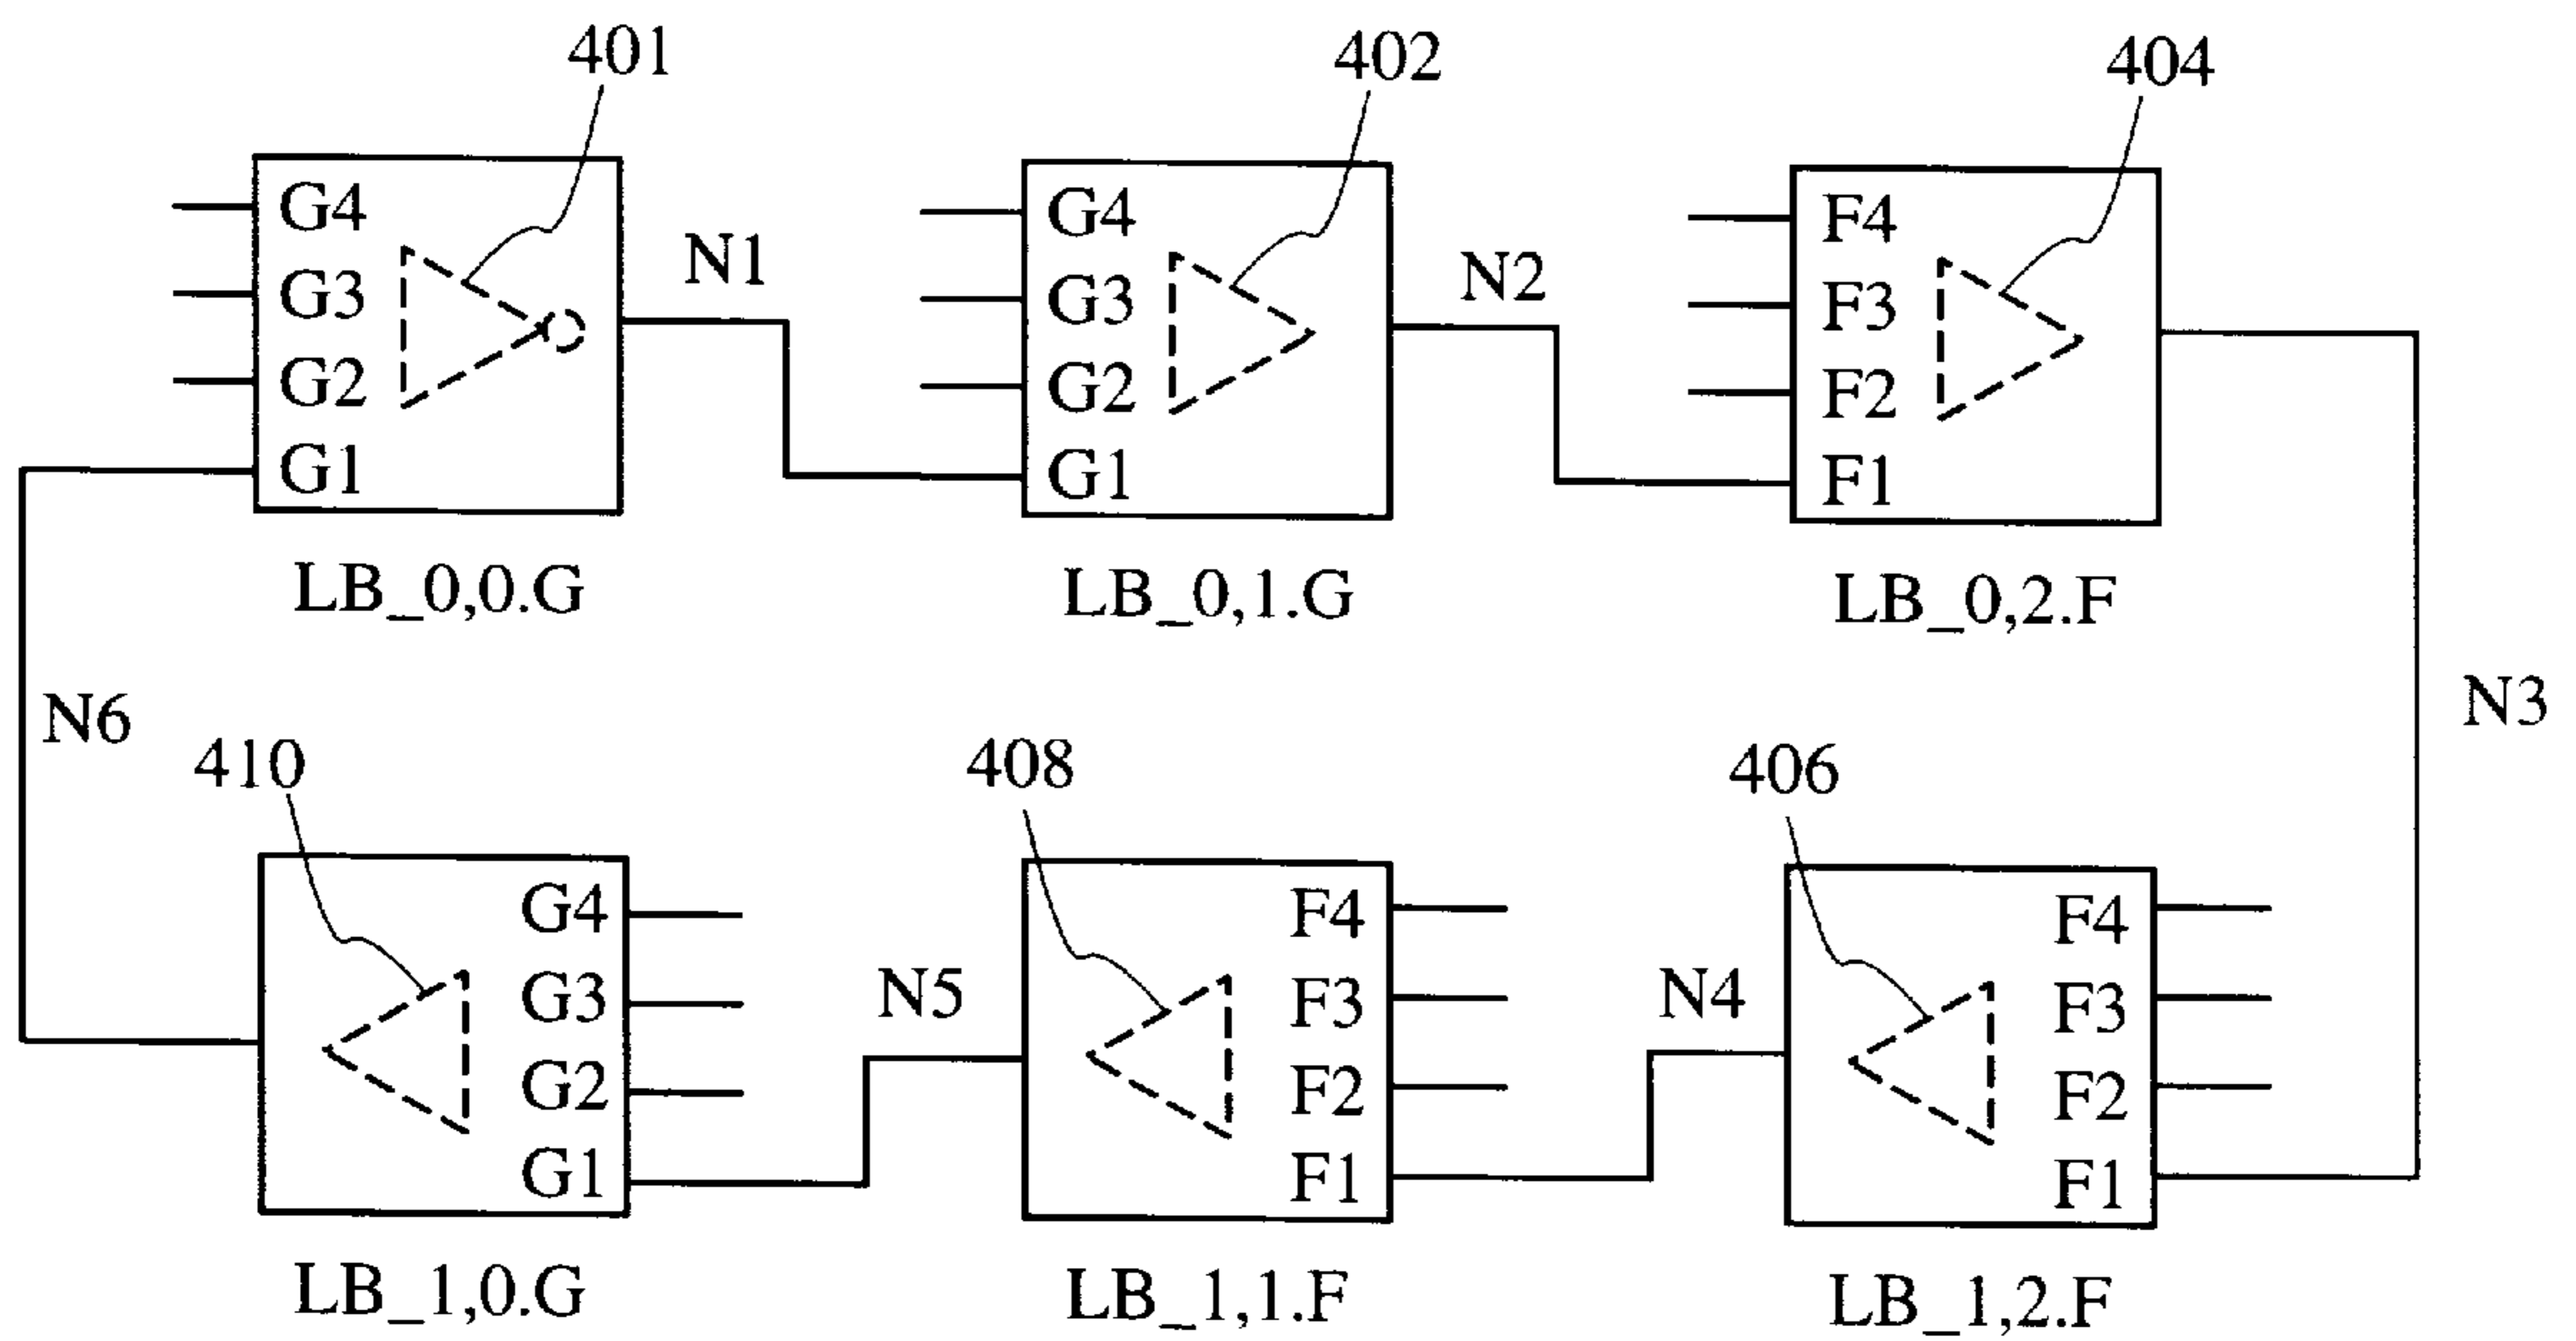 401
402
404
G4
G3
G2
G1
N1
G4
G3
G2
G1
N2
F4
F3
F2
F1
LB_0,0.G
LB_0,1.G
LB_0,2.F
N6
N3
410
408
406
G4
G3
G2
G1
N5
F4
F3
F2
F1
N4
F4
F3
F2
F1
LB_1,0.G
LB_1,1.F
LB_1,2.F